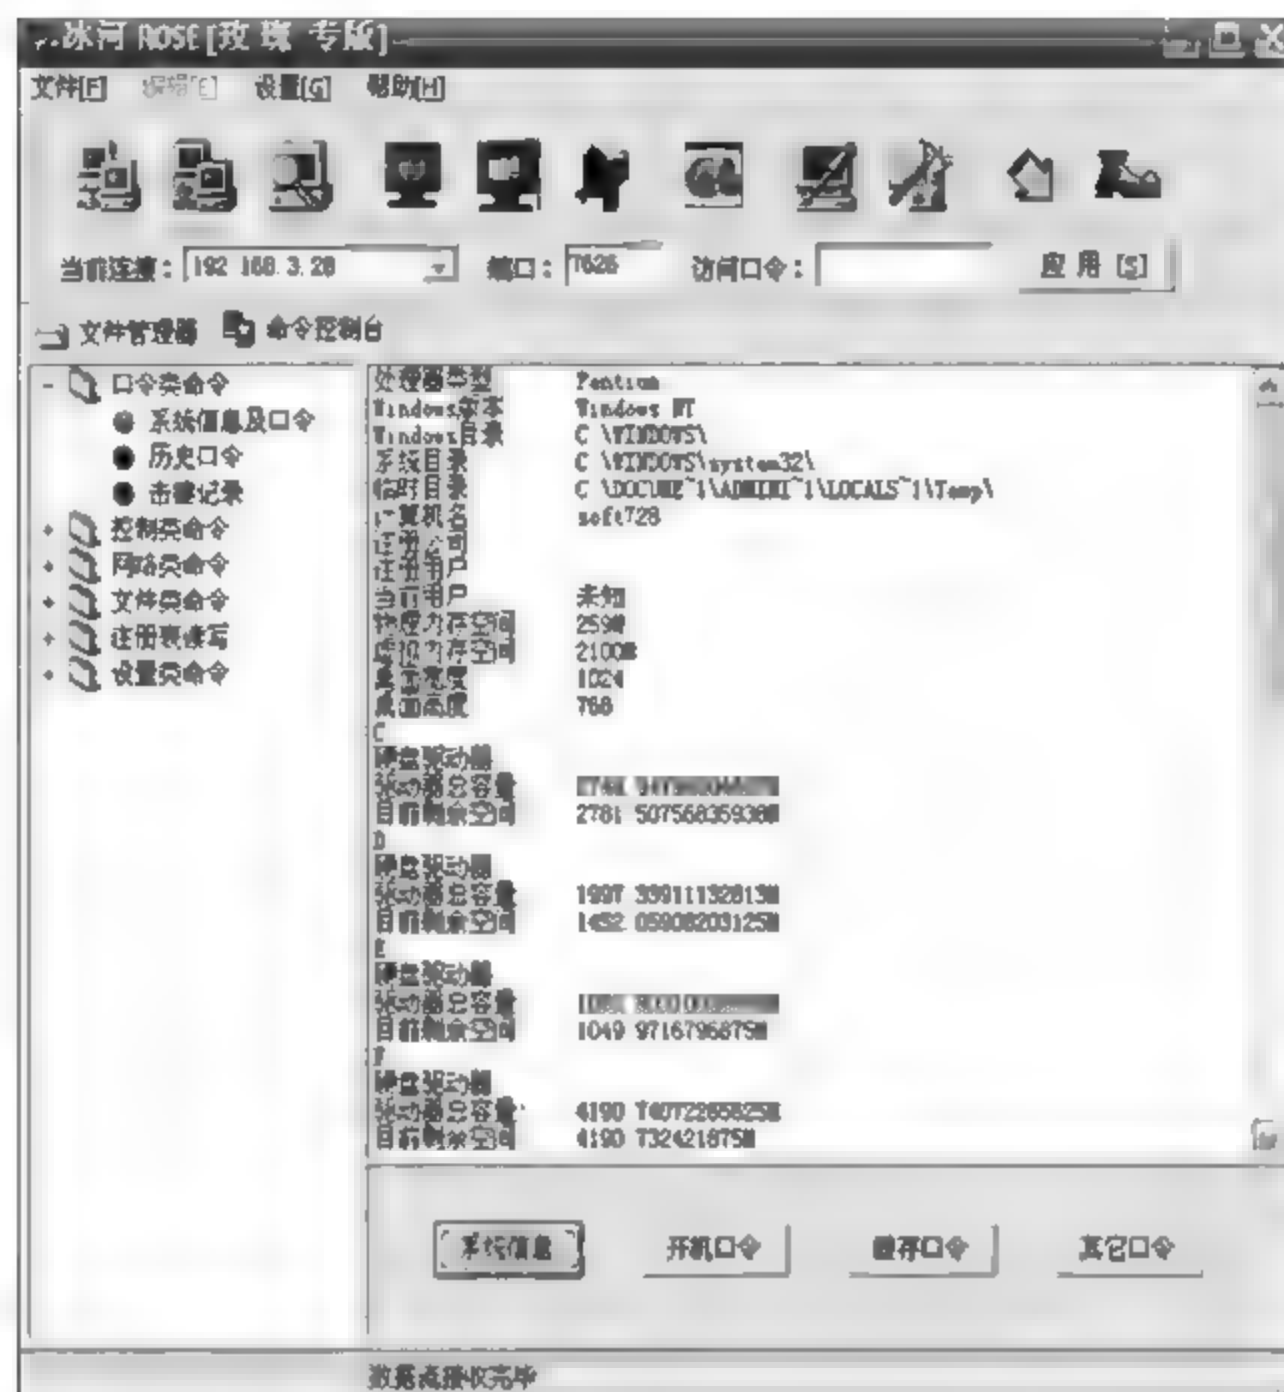 冰河 ROSE [玫 瑰 专版]
文件[F] 编辑[E] 设置[G] 帮助[H]
当前连接: 192.168.3.28 端口: 7626 访问口令: 应 用 [S]
文件管理器 命令控制台
口令类命令
系统信息及口令
历史口令
击键记录
控制类命令
网络类命令
文件类命令
注册表读写
设置类命令
处理器类型 Pentium
Windows版本 Windows NT
Windows目录 C:\WINDOWS\
系统目录 C:\WINDOWS\system32\
临时目录 C:\DOCUME~1\ADMINI~1\LOCALS~1\Temp\
计算机名 soft728
注册公司
注册用户
当前用户 未知
物理内存空间 259M
虚拟内存空间 2100M
桌面宽度 1024
桌面高度 768
C
硬盘驱动器
驱动器总容量
目前剩余空间 2781.50756835938M
D
硬盘驱动器
驱动器总容量 1997.33911132813M
目前剩余空间 1452.05908203125M
E
硬盘驱动器
驱动器总容量
目前剩余空间 1049.9716796875M
F
硬盘驱动器
驱动器总容量 4190.74072265625M
目前剩余空间 4190.732421875M
系统信息 开机口令 缓存口令 其它口令
数据流接收完毕